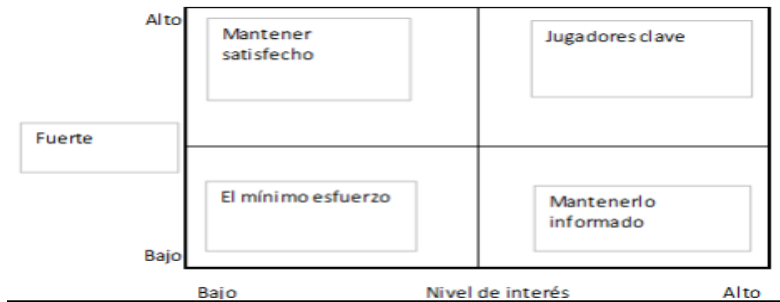 Alto
Mantener
satisfecho
Jugadores clave
Fuerte
El mínimo esfuerzo
Mantenerlo
informado
Bajo
Bajo
Nivel de interés
Alto